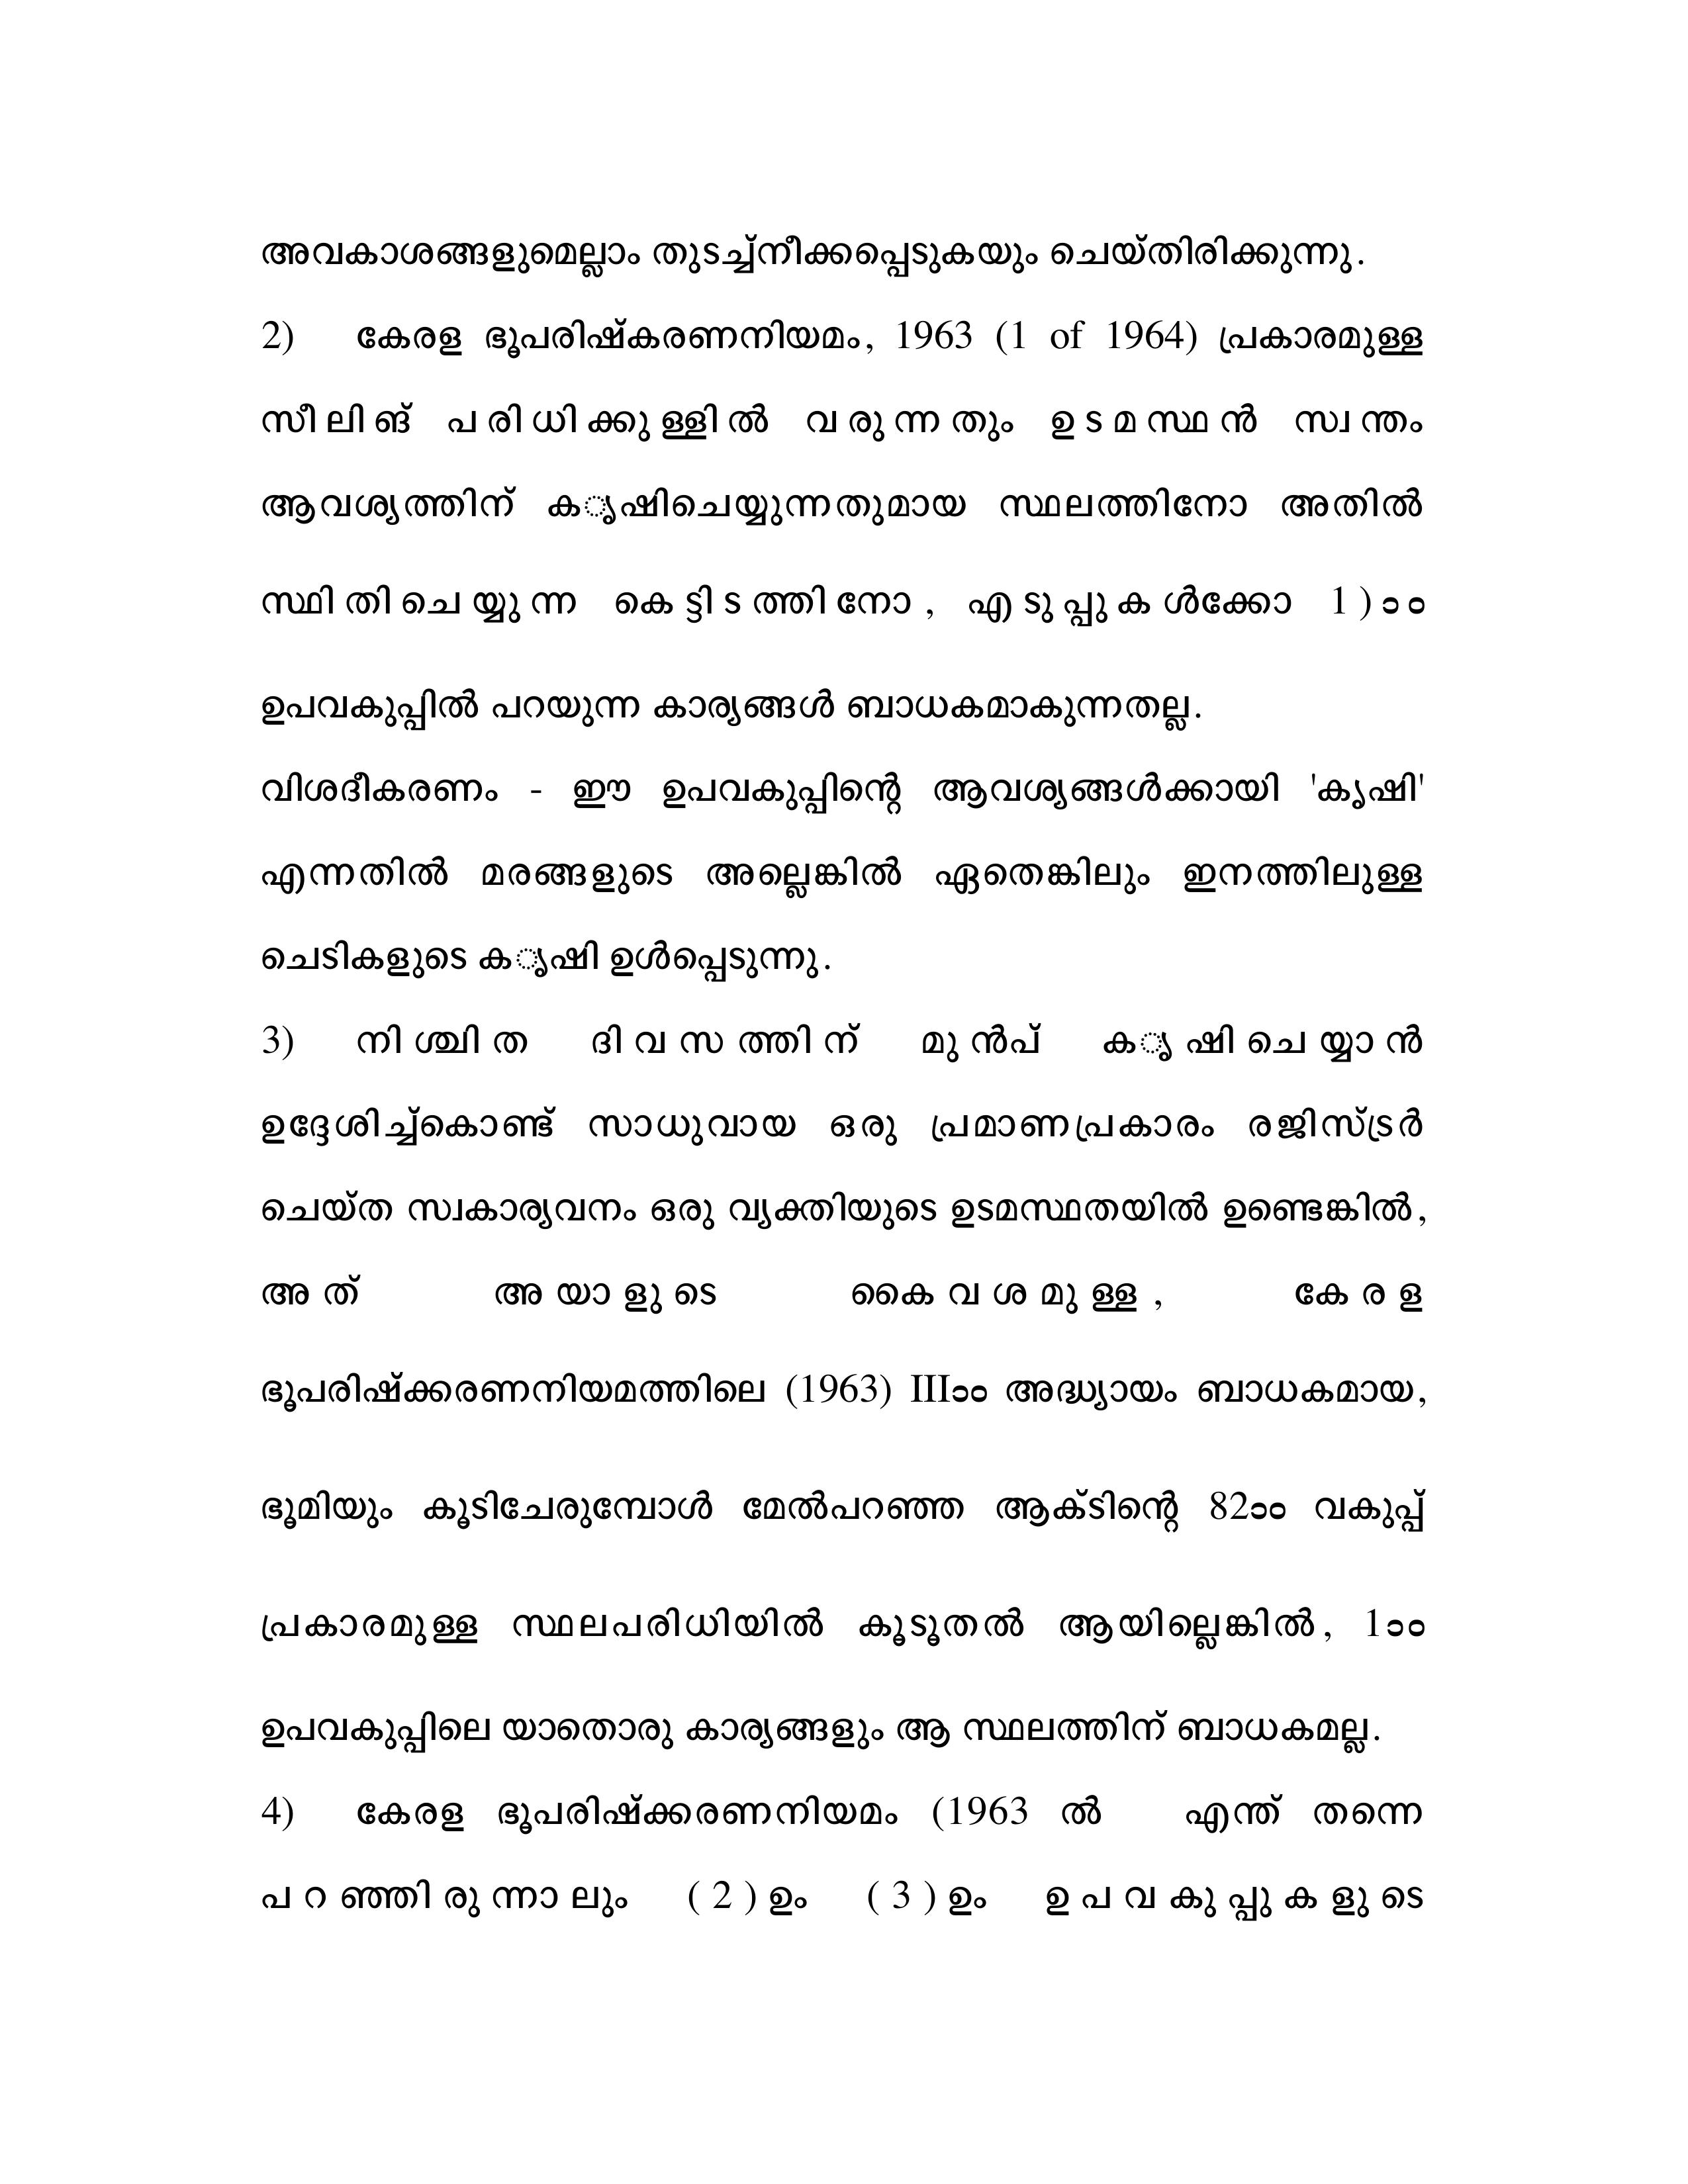 അവകാശങ്ങളുമെല്ലാം തുടച്ച്നീക്കപ്പെടുകയും ചെയ്തിരിക്കുന്നു.
2) കേരള ഭൂപരിഷ്കരണനിയമം, 1963 (1 of 1964) പ്രകാരമുള്ള
സീലിങ് പരിധിക്കുള്ളിൽ വരുന്നതും ഉടമസ്ഥൻ സ്വന്തം
ആവശ്യത്തിന് കൃഷിചെയ്യുന്നതുമായ സ്ഥലത്തിനോ അതിൽ
സ്ഥിതിചെയ്യുന്ന കെട്ടിടത്തിനോ, എടുപ്പുകൾക്കോ 1)ാം
ഉപവകുപ്പിൽ പറയുന്ന കാര്യങ്ങൾ ബാധകമാകുന്നതല്ല.
വിശദീകരണം - ഈ ഉപവകുപ്പിന്റെ ആവശ്യങ്ങൾക്കായി 'കൃഷി'
എന്നതിൽ മരങ്ങളുടെ അല്ലെങ്കിൽ ഏതെങ്കിലും ഇനത്തിലുള്ള
ചെടികളുടെ കൃഷി ഉൾപ്പെടുന്നു.
3) നിശ്ചിത ദിവസത്തിന് മുൻപ് കൃഷിചെയ്യാൻ
ഉദ്ദേശിച്ച്കൊണ്ട് സാധുവായ ഒരു പ്രമാണപ്രകാരം രജിസ്ട്രർ
ചെയ്ത സ്വകാര്യവനം ഒരു വ്യക്തിയുടെ ഉടമസ്ഥതയിൽ ഉണ്ടെങ്കിൽ,
അത് അയാളുടെ കൈവശമുള്ള, കേരള
ഭൂപരിഷ്ക്കരണനിയമത്തിലെ (1963) IIIാം അദ്ധ്യായം ബാധകമായ,
ഭൂമിയും കൂടിചേരുമ്പോൾ മേൽപറഞ്ഞ ആക്ടിന്റെ 82ാം വകുപ്പ്
പ്രകാരമുള്ള സ്ഥലപരിധിയിൽ കൂടൂതൽ ആയില്ലെങ്കിൽ, 1ാം
ഉപവകുപ്പിലെ യാതൊരു കാര്യങ്ങളും ആ സ്ഥലത്തിന് ബാധകമല്ല.
4) കേരള ഭൂപരിഷ്ക്കരണനിയമം (1963 ൽ എന്ത് തന്നെ
പറഞ്ഞിരുന്നാലും (2)ഉം (3)ഉം ഉപവകുപ്പുകളുടെ